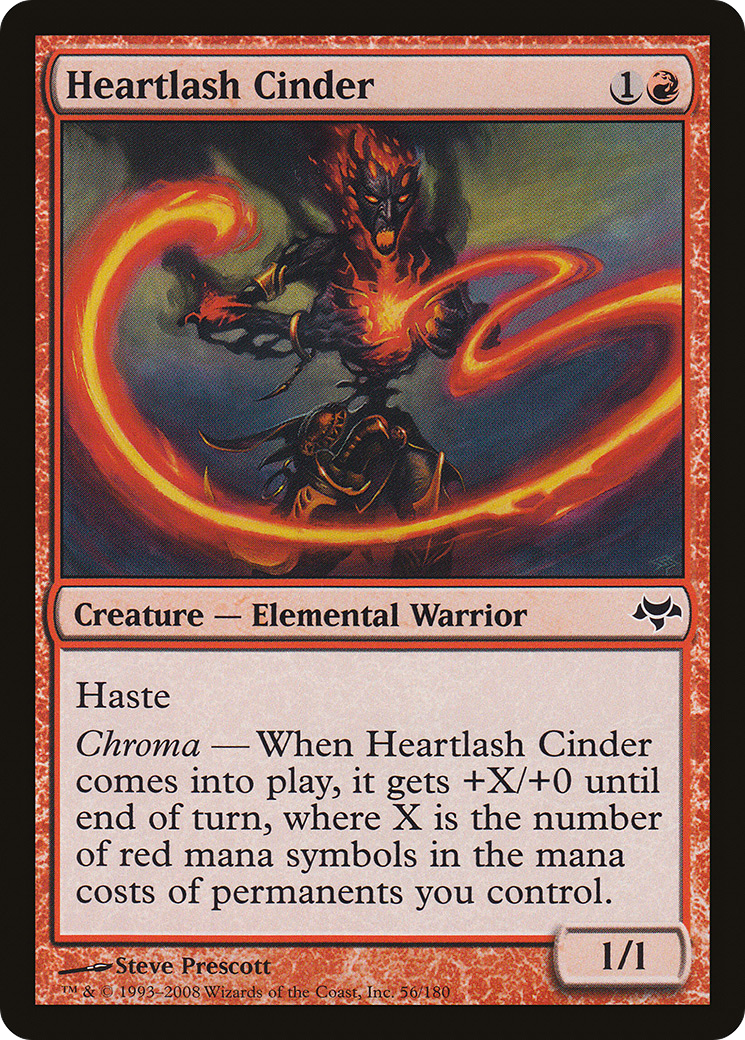 Heartlash Cinder 1
Creature — Elemental Warrior
Haste
Chroma — When Heartlash Cinder
comes into play, it gets +X/+0 until
end of turn, where X is the number
of red mana symbols in the mana
costs of permanents you control.
1/1
Steve Prescott
™ & © 1993–2008 Wizards of the Coast, Inc. 56/180